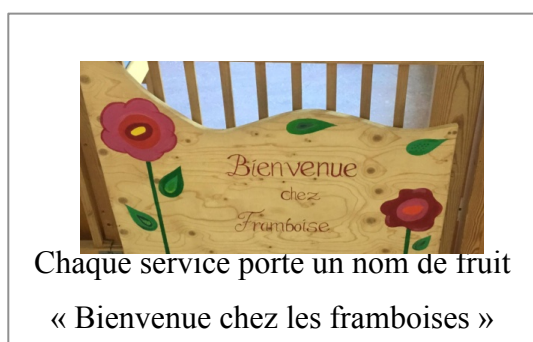 Bienvenue
chez
Framboise
Chaque service porte un nom de fruit
« Bienvenue chez les framboises »